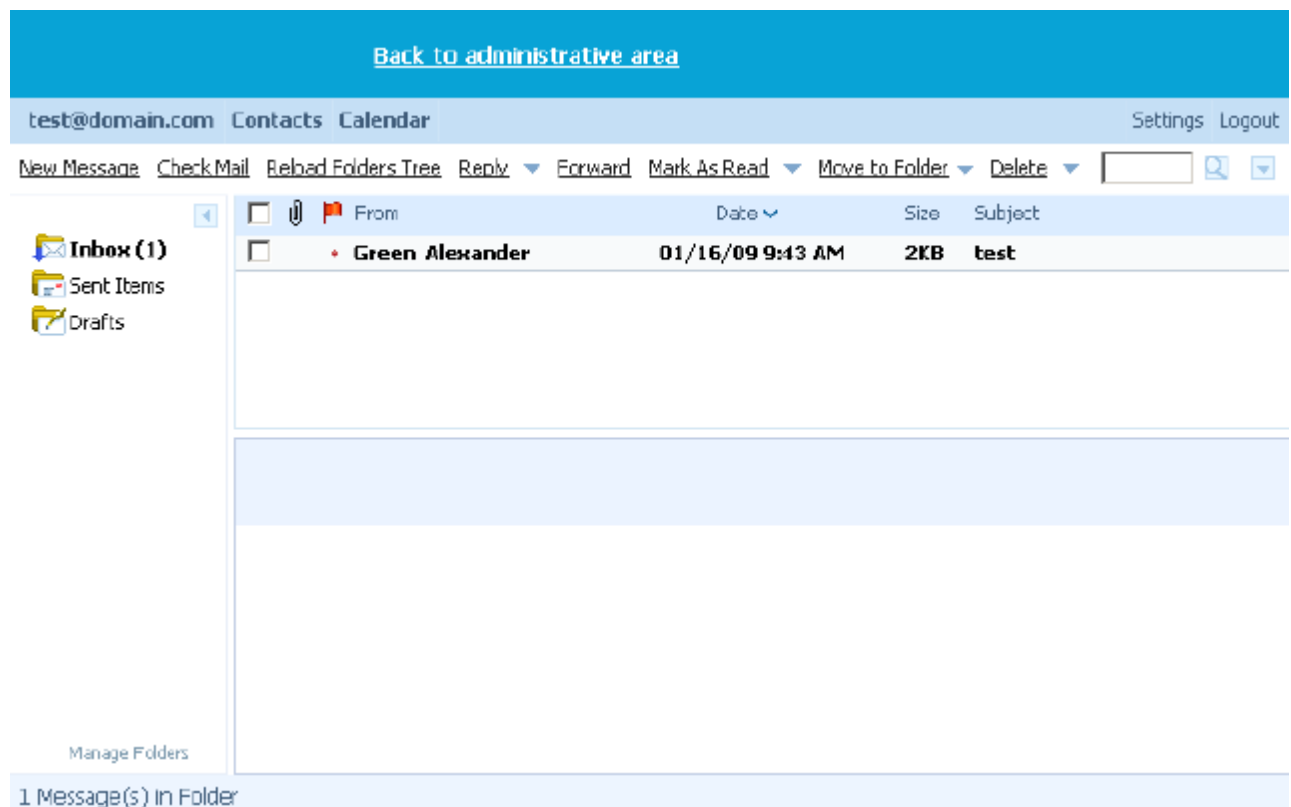 Back to administrative area
test@domain.com Contacts Calendar Settings Logout
New Message Check Mail Reload Folders Tree Reply Forward Mark As Read Move to Folder Delete
From Date Size Subject
Inbox (1) Green Alexander 01/16/09 9:43 AM 2KB test
Sent Items
Drafts
Manage Folders
1 Message(s) in Folder